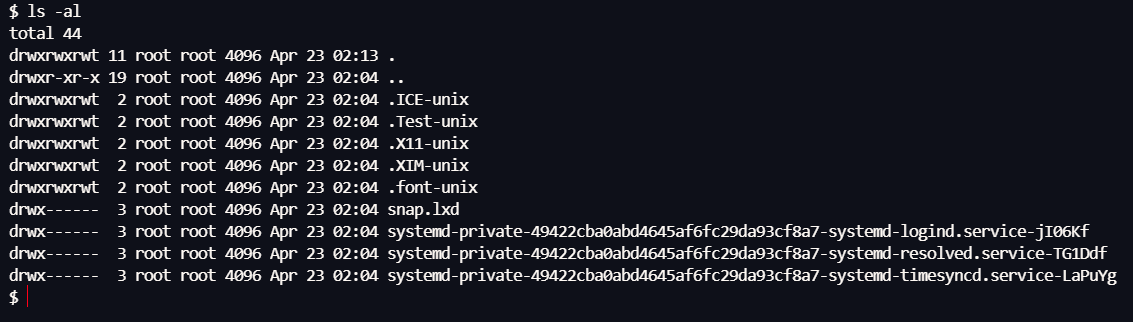 $ ls -al
total 44
drwxrwxrwt 11 root root 4096 Apr 23 02:13 .
drwxr-xr-x 19 root root 4096 Apr 23 02:04 ..
drwxrwxrwt  2 root root 4096 Apr 23 02:04 .ICE-unix
drwxrwxrwt  2 root root 4096 Apr 23 02:04 .Test-unix
drwxrwxrwt  2 root root 4096 Apr 23 02:04 .X11-unix
drwxrwxrwt  2 root root 4096 Apr 23 02:04 .XIM-unix
drwxrwxrwt  2 root root 4096 Apr 23 02:04 .font-unix
drwx------  3 root root 4096 Apr 23 02:04 snap.lxd
drwx------  3 root root 4096 Apr 23 02:04 systemd-private-49422cba0abd4645af6fc29da93cf8a7-systemd-logind.service-jI06Kf
drwx------  3 root root 4096 Apr 23 02:04 systemd-private-49422cba0abd4645af6fc29da93cf8a7-systemd-resolved.service-TG1Ddf
drwx------  3 root root 4096 Apr 23 02:04 systemd-private-49422cba0abd4645af6fc29da93cf8a7-systemd-timesyncd.service-LaPuYg
$